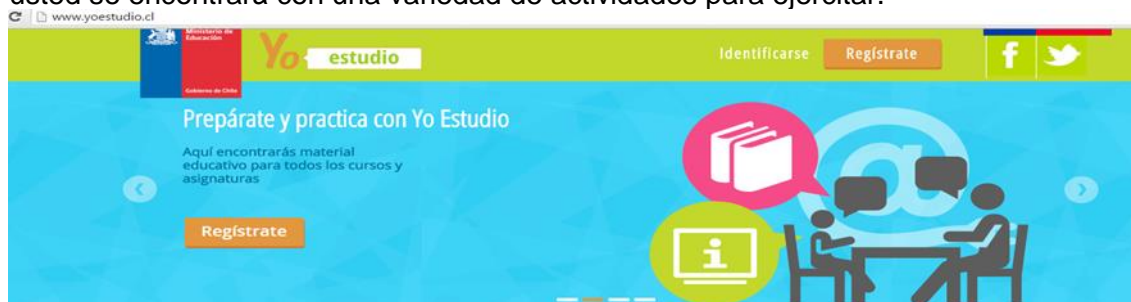 usted se encontrará con una variedad de actividades para ejercitar.
www.yoestudio.cl
Ministerio de
Educación
Gobierno de Chile
Yo estudio
Identificarse
Regístrate
Prepárate y practica con Yo Estudio
Aquí encontrarás material
educativo para todos los cursos y
asignaturas
Regístrate